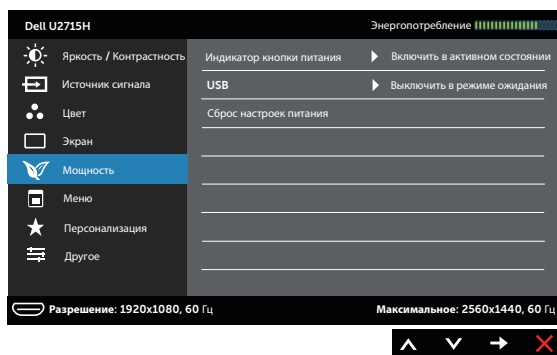 Dell U2715H
Энергопотребление
Яркость / Контрастность
Индикатор кнопки питания
Включить в активном состоянии
Источник сигнала
USB
Выключить в режиме ожидания
Цвет
Сброс настроек питания
Экран
Мощность
Меню
Персонализация
Другое
Разрешение: 1920x1080, 60 Гц
Максимальное: 2560x1440, 60 Гц